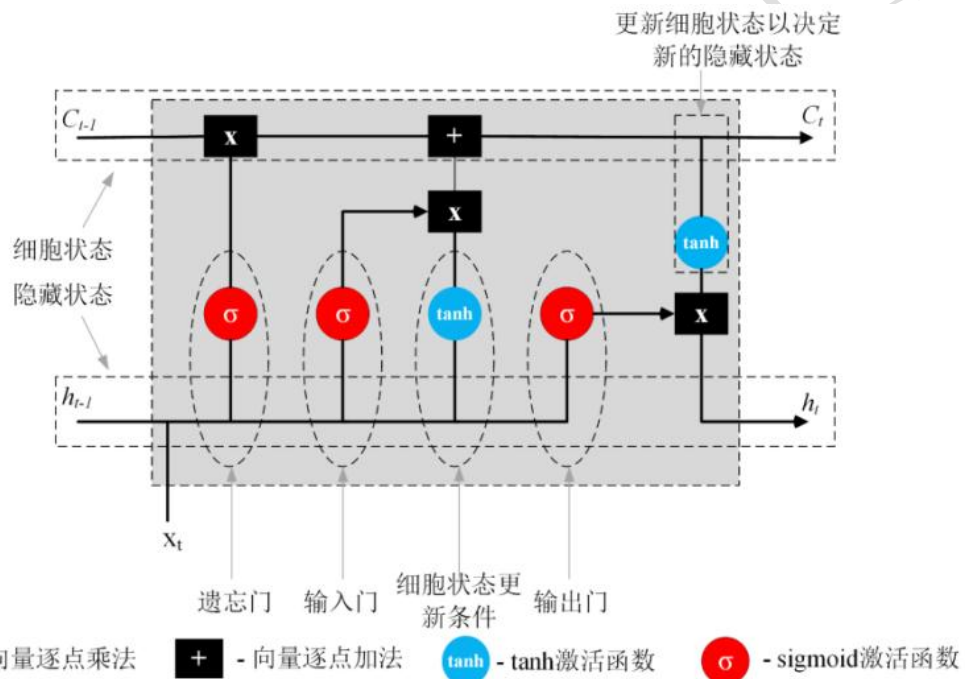 更新细胞状态以决定
新的隐藏状态
C_{t-1}
x
+
C_t
x
tanh
细胞状态
隐藏状态
σ
σ
tanh
σ
x
h_{t-1}
h_t
x_t
遗忘门
输入门
细胞状态更
新条件
输出门
向量逐点乘法
+ - 向量逐点加法
tanh - tanh激活函数
σ - sigmoid激活函数